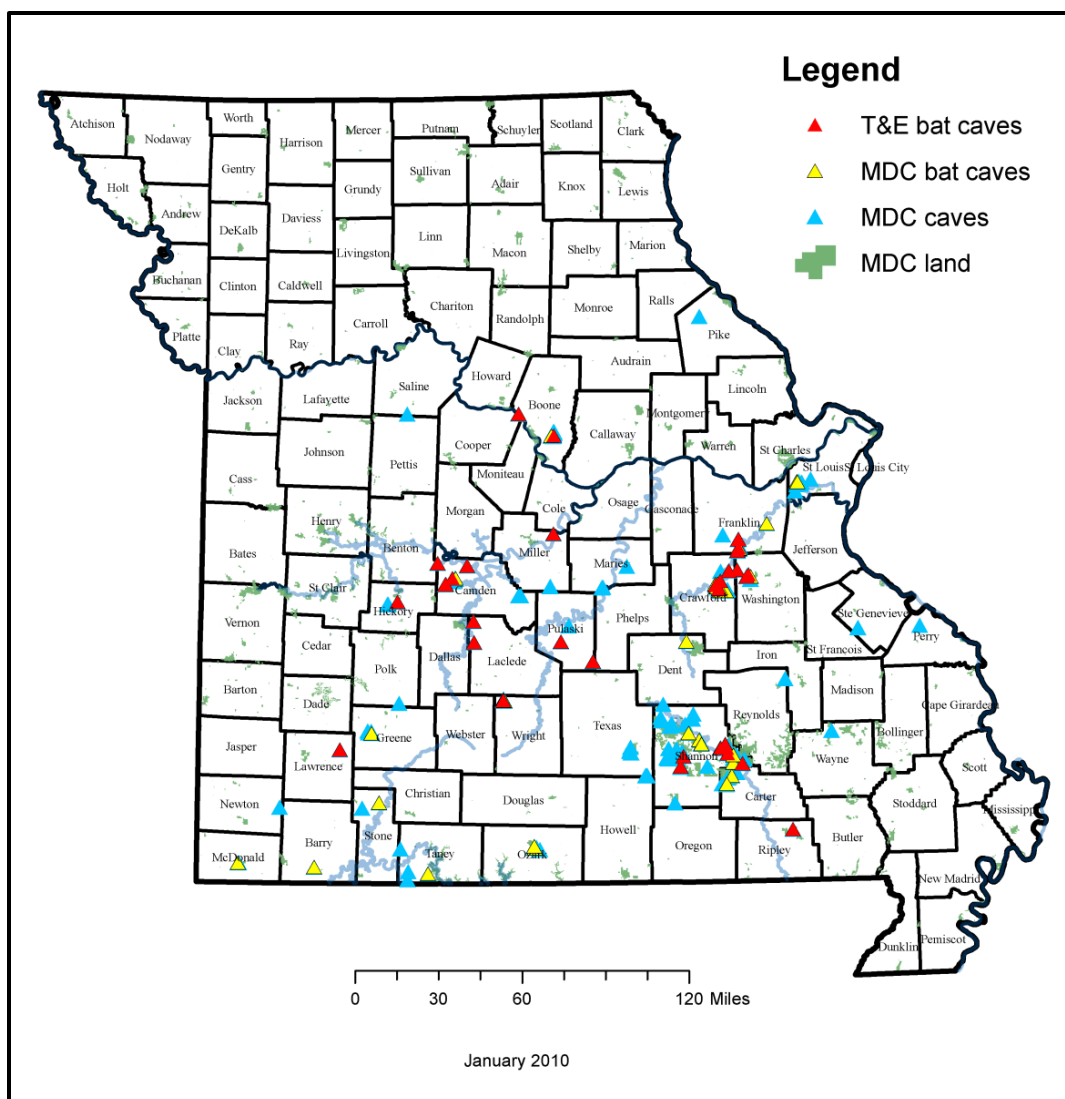 Legend
T&E bat caves
MDC bat caves
MDC caves
MDC land
Atchison
Nodaway
Worth
Harrison
Mercer
Putnam
Schuyler
Scotland
Clark
Gentry
Sullivan
Adair
Knox
Lewis
Holt
Grundy
Andrew
Daviess
DeKalb
Livingston
Linn
Macon
Shelby
Marion
Buchanan
Clinton
Caldwell
Chariton
Randolph
Monroe
Ralls
Platte
Clay
Ray
Carroll
Pike
Audrain
Jackson
Lafayette
Saline
Howard
Boone
Lincoln
Callaway
Montgomery
Warren
St Charles
Johnson
Pettis
Cooper
Moniteau
St Louis
St Louis City
Cass
Morgan
Cole
Osage
Gasconade
Franklin
Henry
Benton
Miller
Jefferson
Bates
Maries
St Clair
Camden
Crawford
Washington
Hickory
Ste Genevieve
Perry
Vernon
Pulaski
Phelps
St Francois
Cedar
Polk
Dallas
Laclede
Dent
Iron
Madison
Cape Girardeau
Barton
Dade
Reynolds
Bollinger
Texas
Greene
Webster
Wright
Jasper
Lawrence
Shannon
Wayne
Scott
Newton
Christian
Douglas
Carter
Stoddard
Mississippi
Stone
Howell
Oregon
Ripley
Butler
McDonald
Barry
Taney
Ozark
New Madrid
Dunklin
Pemiscot
0 30 60 120 Miles
January 2010